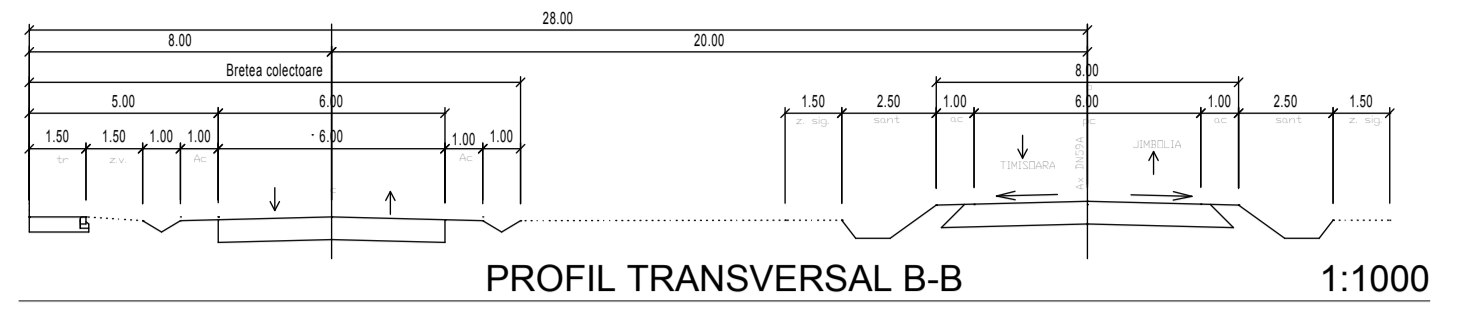 28.00
8.00 20.00
Bretea colectoare 8.00
5.00 6.00 1.50 2.50 1.00 6.00 1.00 2.50 1.50
z. sig. sant ac pc ac sant z. sig.
1.50 1.50 1.00 1.00 - 6.00 1.00 1.00
tr z.v. Ac Ac
TIMISOARA Ax DN59A JIMBOLIA
PROFIL TRANSVERSAL B-B 1:1000